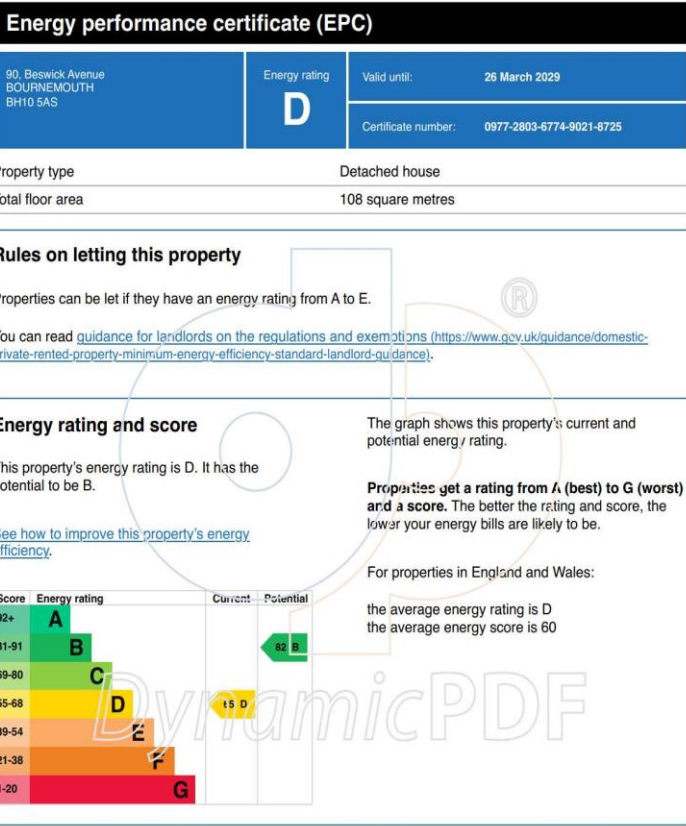 Energy performance certificate (EPC)
90, Beswick Avenue
BOURNEMOUTH
BH10 5AS
Energy rating
D
Valid until: 26 March 2029
Certificate number: 0977-2803-6774-9021-8725
roperty type Detached house
otal floor area 108 square metres
Rules on letting this property
Properties can be let if they have an energy rating from A to E.
You can read guidance for landlords on the regulations and exemptions (https://www.gov.uk/guidance/domestic-
rivate-rented-property-minimum-energy-efficiency-standard-landlord-guidance).
Energy rating and score
This property's energy rating is D. It has the
otential to be B.
See how to improve this property's energy
fficiency.
The graph shows this property's current and
potential energy rating.
Properties get a rating from A (best) to G (worst)
and a score. The better the rating and score, the
lower your energy bills are likely to be.
For properties in England and Wales:
the average energy rating is D
the average energy score is 60
Score Energy rating Current Potential
92+ A
81-91 B 82 B
69-80 C
55-68 D 65 D
39-54 E
21-38 F
1-20 G
DynamicPDF
®